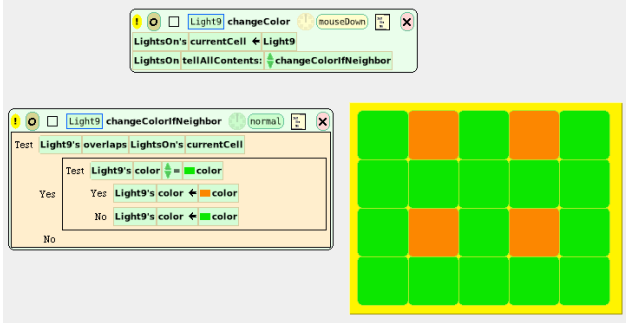 ! Light9 changeColor mouseDown
LightsOn's currentCell ← Light9
LightsOn tellAllContents: changeColorIfNeighbor
! Light9 changeColorIfNeighbor normal
Test Light9's overlaps LightsOn's currentCell
Test Light9's color = color
Yes Yes Light9's color ← color
No Light9's color ← color
No